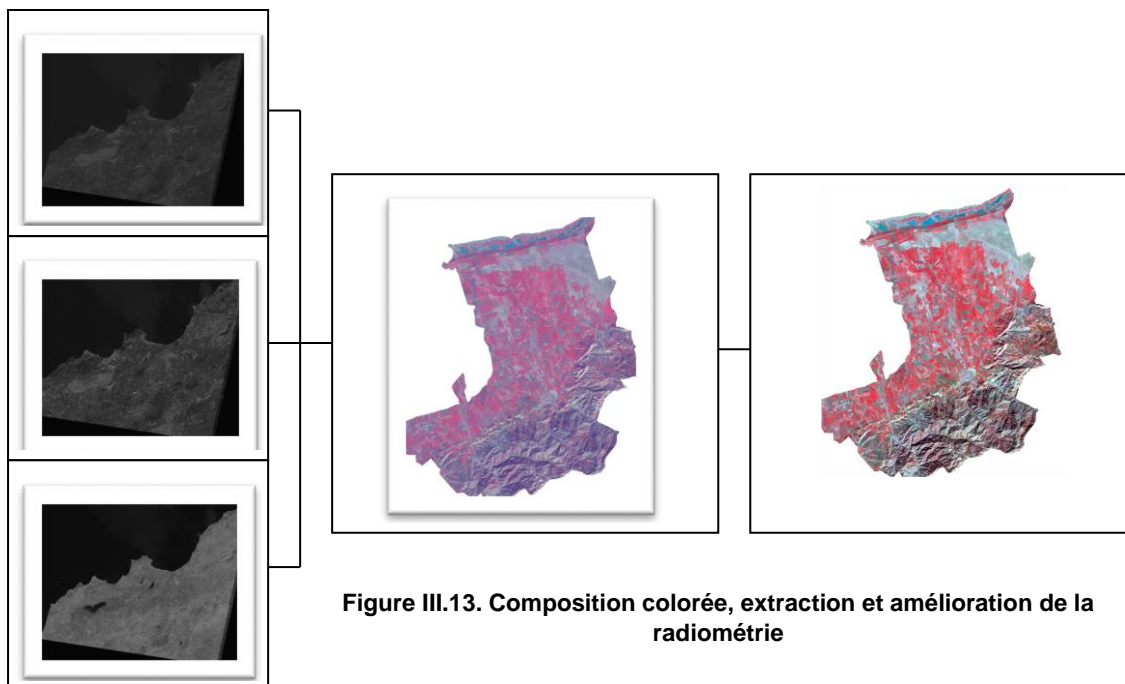 Figure III.13. Composition colorée, extraction et amélioration de la
radiométrie